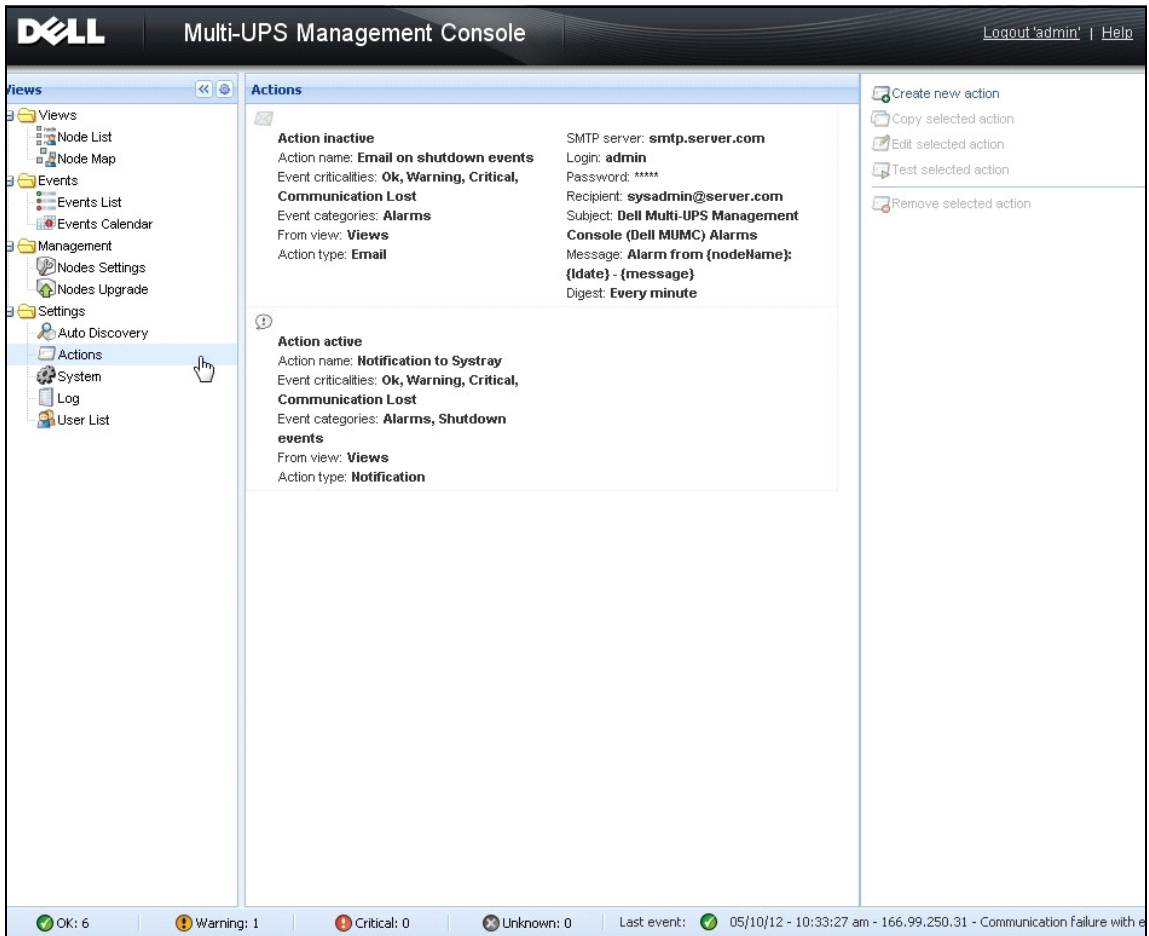 DELL
Multi-UPS Management Console
Logout 'admin' | Help
Views
Views
Node List
Node Map
Events
Events List
Events Calendar
Management
Nodes Settings
Nodes Upgrade
Settings
Auto Discovery
Actions
System
Log
User List
Actions
Action inactive
Action name: Email on shutdown events
Event criticalities: Ok, Warning, Critical,
Communication Lost
Event categories: Alarms
From view: Views
Action type: Email
SMTP server: smtp.server.com
Login: admin
Password: *****
Recipient: sysadmin@server.com
Subject: Dell Multi-UPS Management
Console (Dell MUMC) Alarms
Message: Alarm from {nodeName}:
{ldate} - {message}
Digest: Every minute
Action active
Action name: Notification to Systray
Event criticalities: Ok, Warning, Critical,
Communication Lost
Event categories: Alarms, Shutdown
events
From view: Views
Action type: Notification
Create new action
Copy selected action
Edit selected action
Test selected action
Remove selected action
OK: 6
Warning: 1
Critical: 0
Unknown: 0
Last event: 05/10/12 - 10:33:27 am - 166.99.250.31 - Communication failure with e